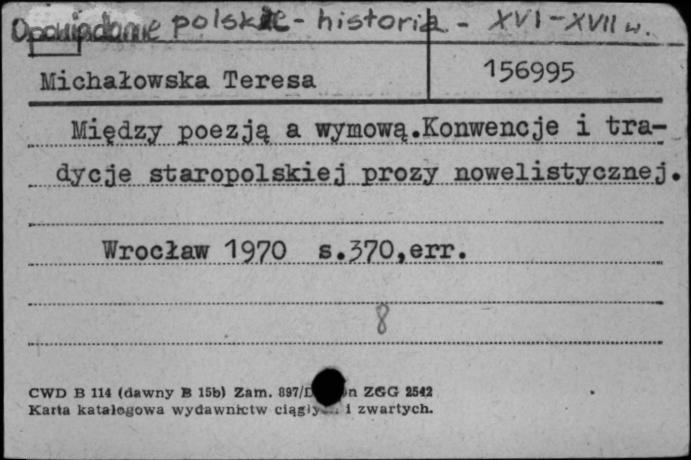 Opowiadanie polskie - historia - XVI-XVII w.
Michałowska Teresa 156995
Między poezją a wymową.Konwencje i tra-
dycje staropolskiej prozy nowelistycznej.
Wrocław 1970 s.370,err.
8
CWD B 114 (dawny B 15b) Zam. 897/ ZGG 2542
Karta katalogowa wydawnictw i zwartych.